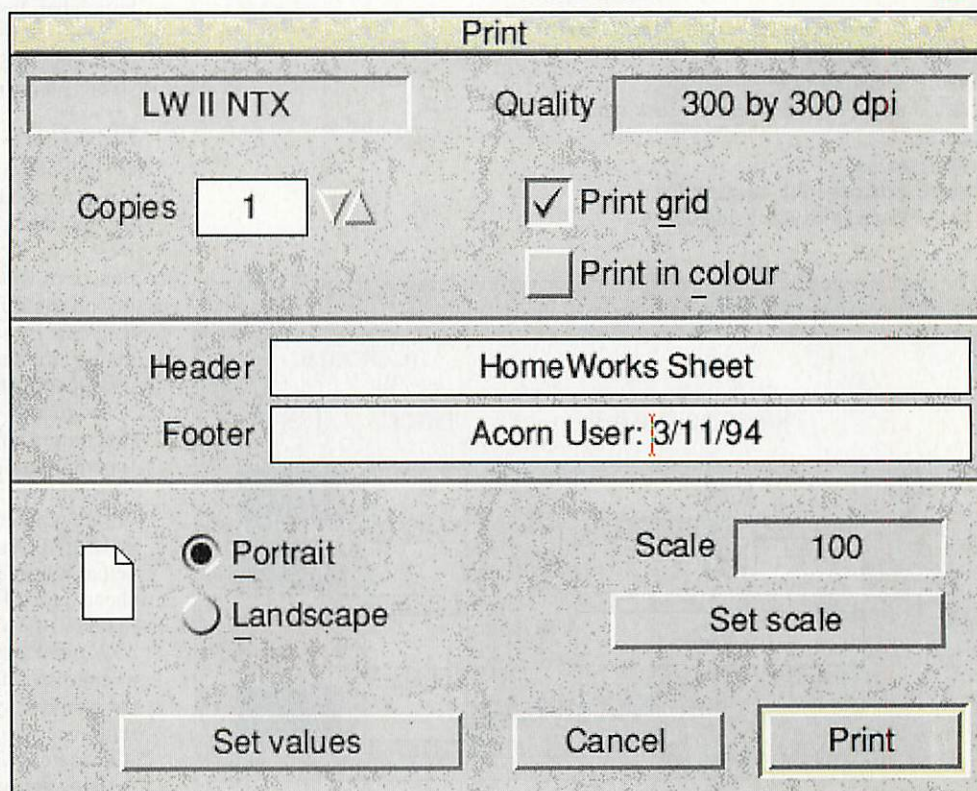 Print
LW II NTX
Quality 300 by 300 dpi
Copies 1
Print grid
Print in colour
Header HomeWorks Sheet
Footer Acorn User: 3/11/94
Portrait
Scale 100
Landscape
Set scale
Set values Cancel Print